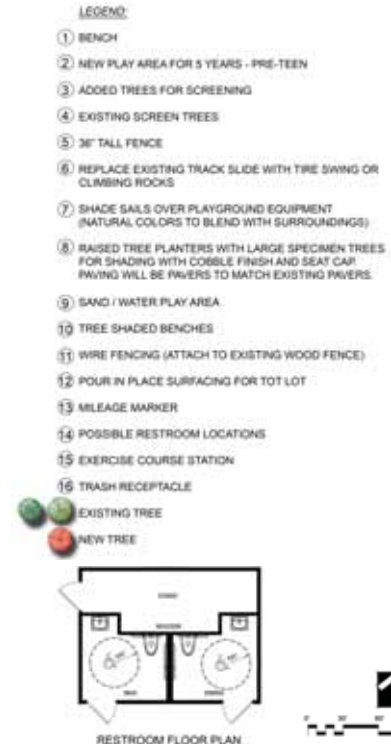 LEGEND:
1 BENCH
2 NEW PLAY AREA FOR 5 YEARS - PRE-TEEN
3 ADDED TREES FOR SCREENING
4 EXISTING SCREEN TREES
5 36" TALL FENCE
6 REPLACE EXISTING TRACK SLIDE WITH TIRE SWING OR
CLIMBING ROCKS
7 SHADE SAILS OVER PLAYGROUND EQUIPMENT
(NATURAL COLORS TO BLEND WITH SURROUNDINGS)
8 RAISED TREE PLANTERS WITH LARGE SPECIMEN TREES
FOR SHADING WITH COBBLE FINISH AND SEAT CAP.
PAVING WILL BE PAVERS TO MATCH EXISTING PAVERS.
9 SAND / WATER PLAY AREA
10 TREE SHADED BENCHES
11 WIRE FENCING (ATTACH TO EXISTING WOOD FENCE)
12 POUR IN PLACE SURFACING FOR TOT LOT
13 MILEAGE MARKER
14 POSSIBLE RESTROOM LOCATIONS
15 EXERCISE COURSE STATION
16 TRASH RECEPTACLE
EXISTING TREE
NEW TREE
RESTROOM FLOOR PLAN